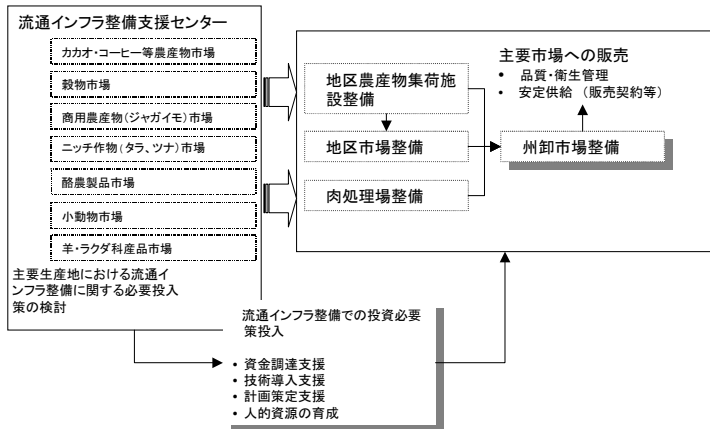 流通インフラ整備支援センター
カカオ・コーヒー等農産物市場
穀物市場
商用農産物（ジャガイモ）市場
ニッチ作物（タラ、ツナ）市場
酪農製品市場
小動物市場
羊・ラクダ科産品市場
主要生産地における流通イ
ンフラ整備に関する必要投入
策の検討
地区農産物集荷施
設整備
地区市場整備
肉処理場整備
主要市場への販売
• 品質・衛生管理
• 安定供給 （販売契約等）
州卸市場整備
流通インフラ整備での投資必要
策投入
• 資金調達支援
• 技術導入支援
• 計画策定支援
• 人的資源の育成